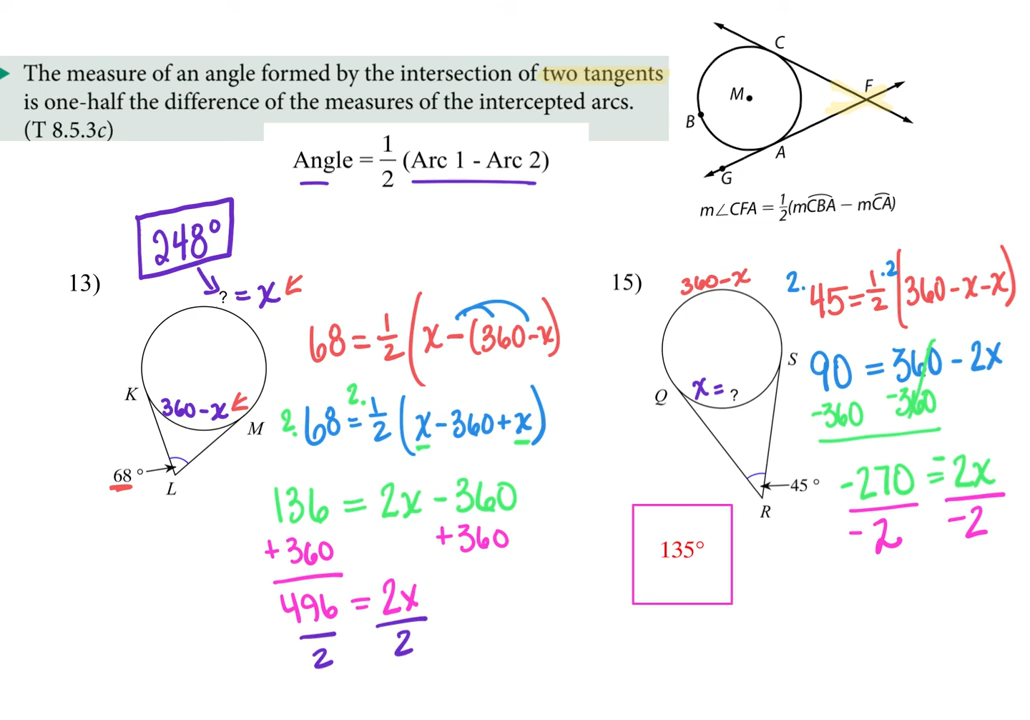 The measure of an angle formed by the intersection of two tangents
is one-half the difference of the measures of the intercepted arcs.
(T 8.5.3c)
Angle = 1/2 (Arc 1 - Arc 2)
C
M
F
B
A
G
m∠CFA = ½(mCBA − mCA)
13)
248°
? = x
K
360-x
M
68 °
L
68 = 1/2 (x - (360 - x)
2. 68 = 2. 1/2 (x - 360 + x)
136 = 2x - 360
+360 +360
496 = 2x
2 2
15)
360-x
S
Q
x = ?
45 °
R
135°
2. 45 = 1/2 .2 (360 - x - x)
90 = 360 - 2x
-360 -360
-270 = 2x
-2 -2